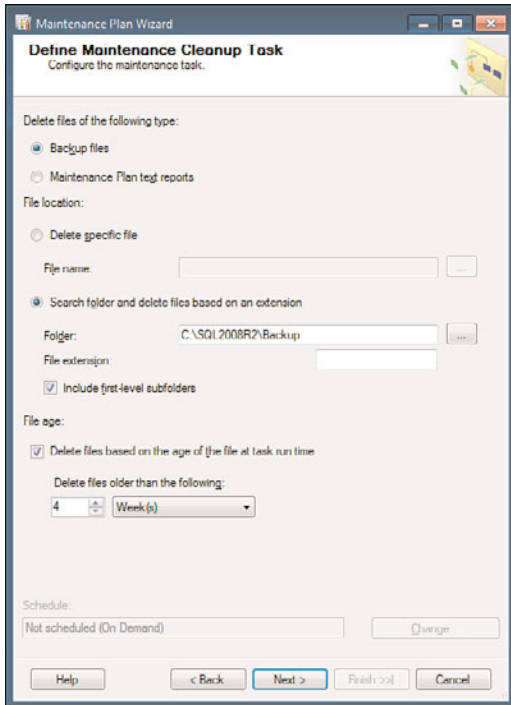 Maintenance Plan Wizard
Define Maintenance Cleanup Task
Configure the maintenance task.
Delete files of the following type:
Backup files
Maintenance Plan text reports
File location:
Delete specific file
File name:
...
Search folder and delete files based on an extension
Folder:
C:\SQL2008R2\Backup
...
File extension:
Include first-level subfolders
File age:
Delete files based on the age of the file at task run time
Delete files older than the following:
4
Week(s)
Schedule:
Not scheduled (On Demand)
Change
Help
< Back
Next >
Finish >>|
Cancel